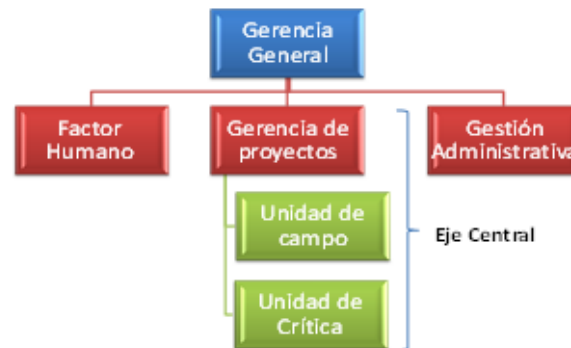 Gerencia
General
Factor
Humano
Gerencia de
proyectos
Gestión
Administrativa
Unidad de
campo
Eje Central
Unidad de
Crítica